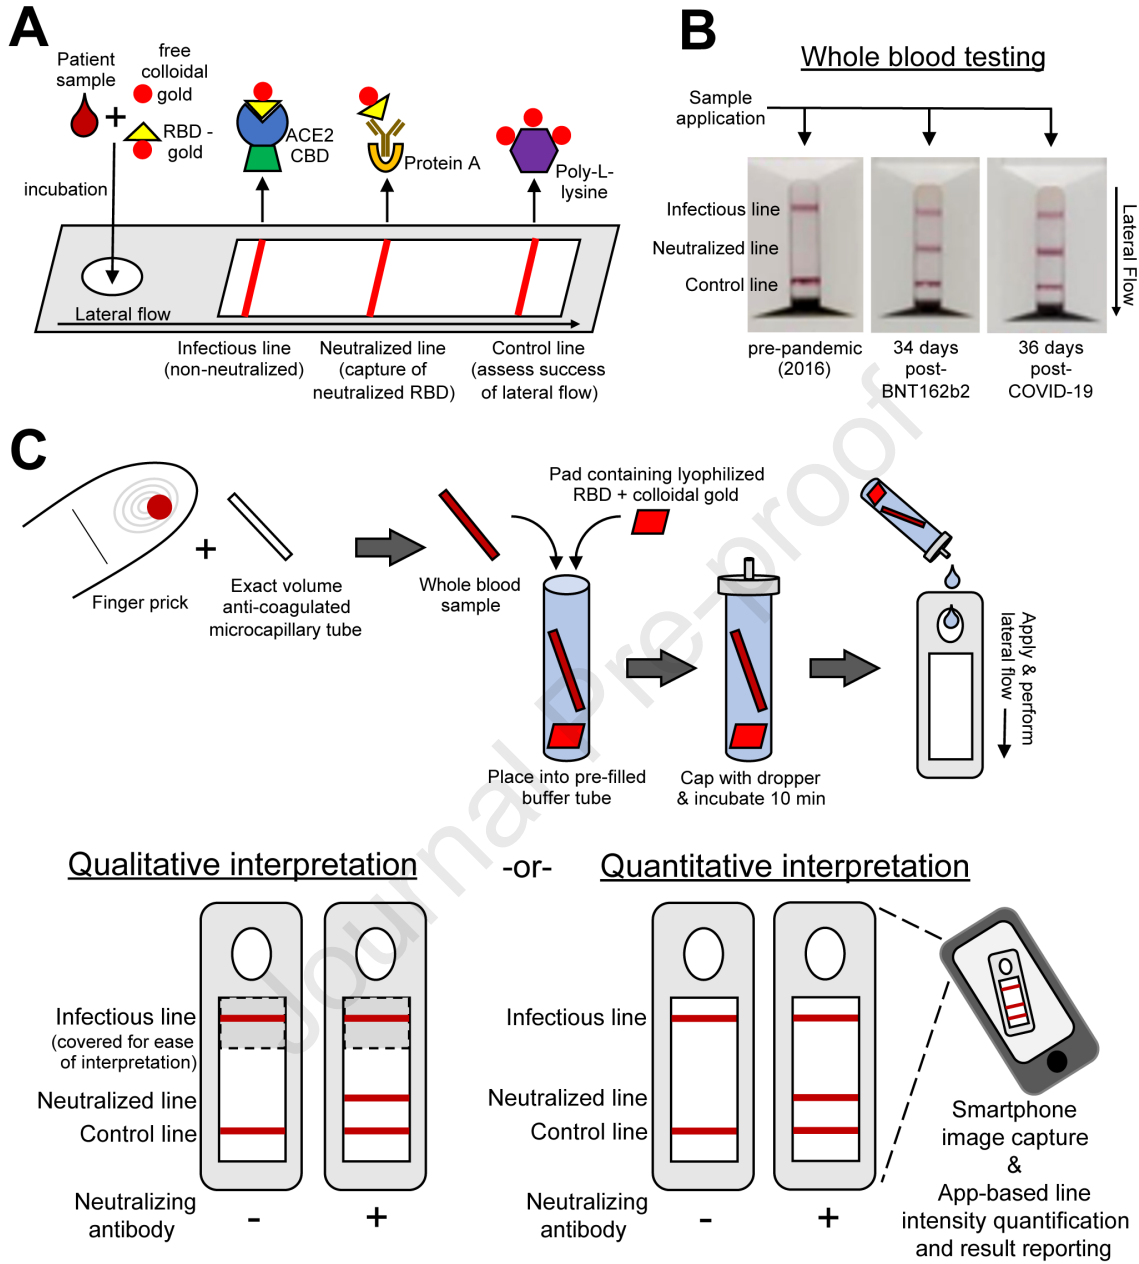 A
Patient
sample
+
free
colloidal
gold
RBD -
gold
incubation
ACE2
CBD
Protein A
Poly-L-
lysine
Lateral flow
Infectious line
(non-neutralized)
Neutralized line
(capture of
neutralized RBD)
Control line
(assess success
of lateral flow)
B
Whole blood testing
Sample
application
Infectious line
Neutralized line
Control line
Lateral Flow
pre-pandemic
(2016)
34 days
post-
BNT162b2
36 days
post-
COVID-19
C
Finger prick
+
Exact volume
anti-coagulated
microcapillary tube
Whole blood
sample
Pad containing lyophilized
RBD + colloidal gold
Place into pre-filled
buffer tube
Cap with dropper
& incubate 10 min
Apply & perform
lateral flow
Qualitative interpretation
-or-
Quantitative interpretation
Infectious line
(covered for ease
of interpretation)
Neutralized line
Control line
Neutralizing
antibody
-
+
Infectious line
Neutralized line
Control line
Neutralizing
antibody
-
+
Smartphone
image capture
&
App-based line
intensity quantification
and result reporting
Journal Pre-proof